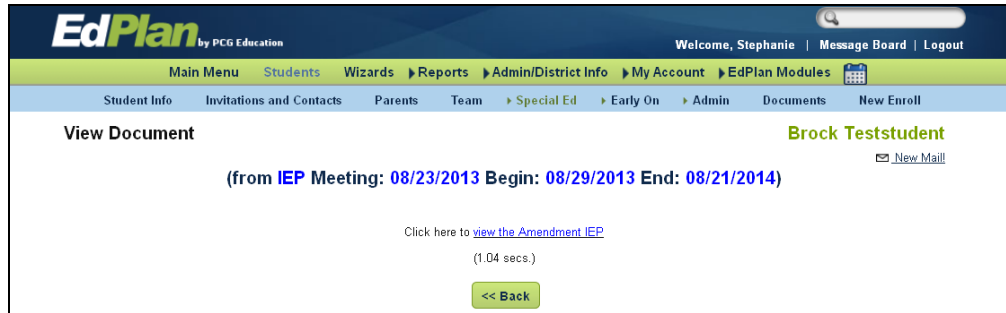 EdPlan by PCG Education
Welcome, Stephanie | Message Board | Logout
Main Menu Students Wizards Reports Admin/District Info My Account EdPlan Modules
Student Info Invitations and Contacts Parents Team Special Ed Early On Admin Documents New Enroll
View Document Brock Teststudent
New Mail!
(from IEP Meeting: 08/23/2013 Begin: 08/29/2013 End: 08/21/2014)
Click here to view the Amendment IEP
(1.04 secs.)
<< Back